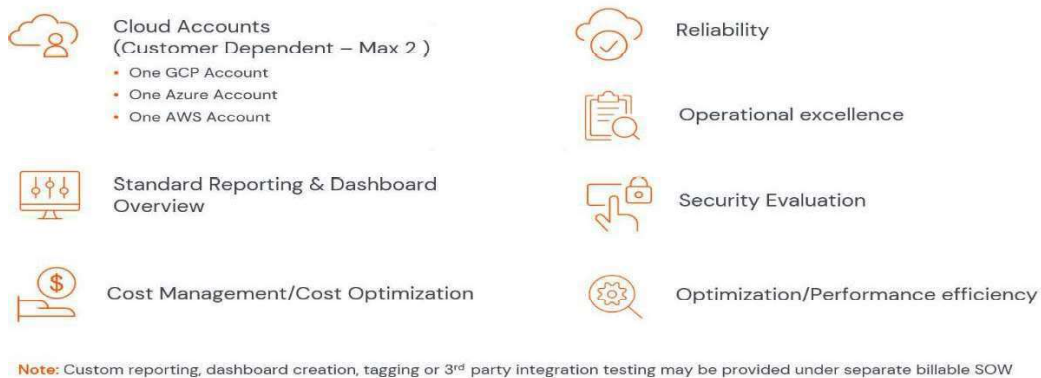 Cloud Accounts
(Customer Dependent – Max 2 )
• One GCP Account
• One Azure Account
• One AWS Account
Standard Reporting & Dashboard
Overview
Cost Management/Cost Optimization
Reliability
Operational excellence
Security Evaluation
Optimization/Performance efficiency
Note: Custom reporting, dashboard creation, tagging or 3rd party integration testing may be provided under separate billable SOW